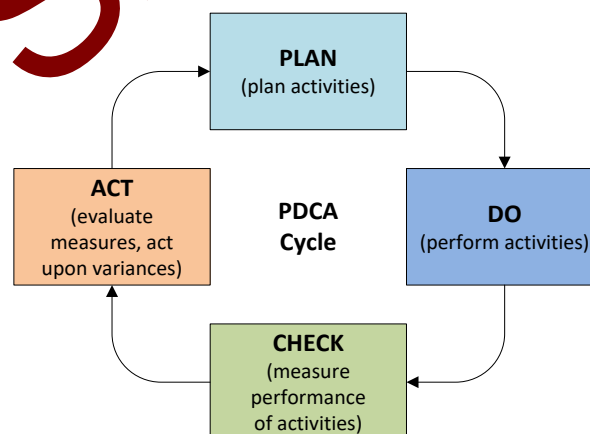 PLAN
(plan activities)
ACT
(evaluate
measures, act
upon variances)
PDCA
Cycle
DO
(perform activities)
CHECK
(measure
performance
of activities)